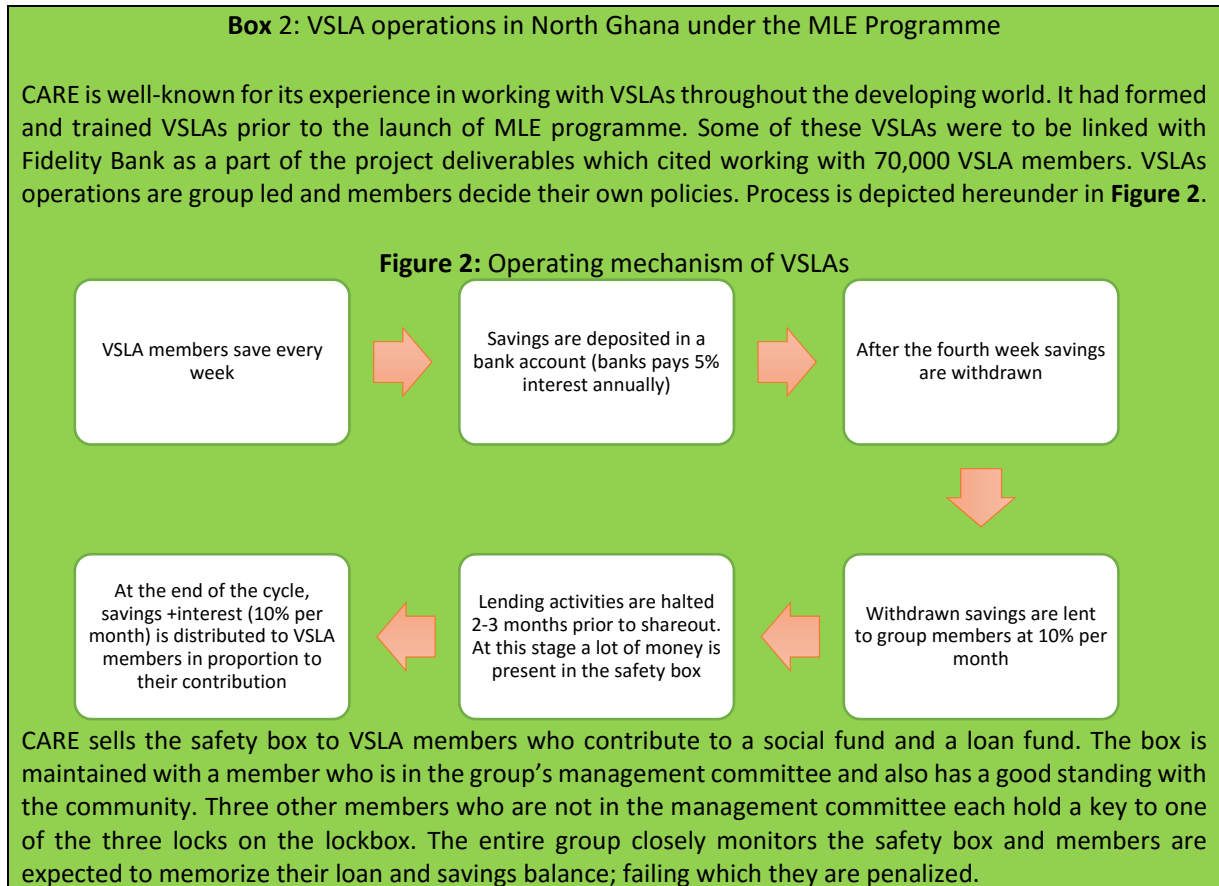 Box 2: VSLA operations in North Ghana under the MLE Programme
CARE is well-known for its experience in working with VSLAs throughout the developing world. It had formed
and trained VSLAs prior to the launch of MLE programme. Some of these VSLAs were to be linked with
Fidelity Bank as a part of the project deliverables which cited working with 70,000 VSLA members. VSLAs
operations are group led and members decide their own policies. Process is depicted hereunder in Figure 2.
Figure 2: Operating mechanism of VSLAs
VSLA members save every
week
Savings are deposited in a
bank account (banks pays 5%
interest annually)
After the fourth week savings
are withdrawn
Withdrawn savings are lent
to group members at 10% per
month
Lending activities are halted
2-3 months prior to shareout.
At this stage a lot of money is
present in the safety box
At the end of the cycle,
savings +interest (10% per
month) is distributed to VSLA
members in proportion to
their contribution
CARE sells the safety box to VSLA members who contribute to a social fund and a loan fund. The box is
maintained with a member who is in the group's management committee and also has a good standing with
the community. Three other members who are not in the management committee each hold a key to one
of the three locks on the lockbox. The entire group closely monitors the safety box and members are
expected to memorize their loan and savings balance; failing which they are penalized.